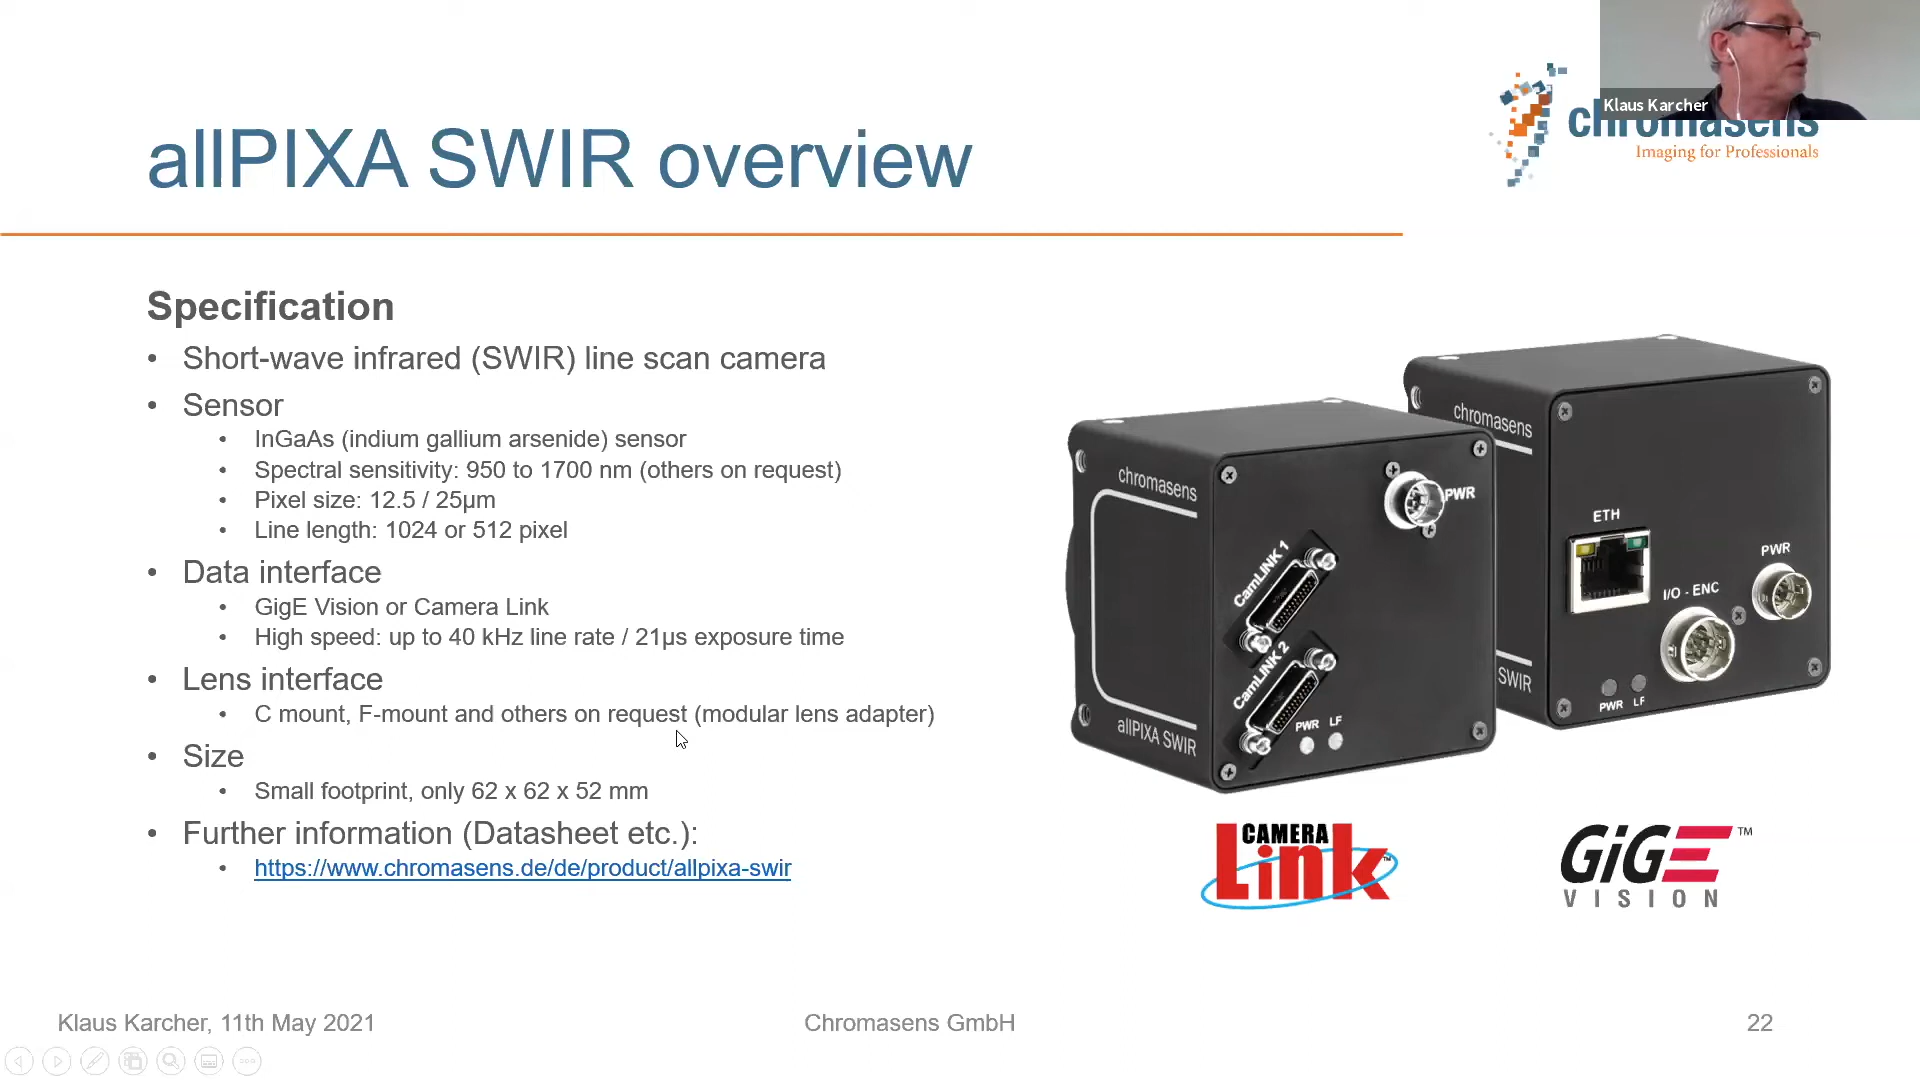 Klaus Karcher
chromasens
Imaging for Professionals
allPIXA SWIR overview
Specification
• Short-wave infrared (SWIR) line scan camera
• Sensor
• InGaAs (indium gallium arsenide) sensor
• Spectral sensitivity: 950 to 1700 nm (others on request)
• Pixel size: 12.5 / 25µm
• Line length: 1024 or 512 pixel
• Data interface
• GigE Vision or Camera Link
• High speed: up to 40 kHz line rate / 21µs exposure time
• Lens interface
• C mount, F-mount and others on request (modular lens adapter)
• Size
• Small footprint, only 62 x 62 x 52 mm
• Further information (Datasheet etc.):
• https://www.chromasens.de/de/product/allpixa-swir
chromasens
PWR
CamLINK 1
CamLINK 2
PWR LF
allPIXA SWIR
chromasens
ETH
PWR
I/O - ENC
SWIR
PWR LF
CAMERA
Link™
GiGE™
VISION
Klaus Karcher, 11th May 2021
Chromasens GmbH
22